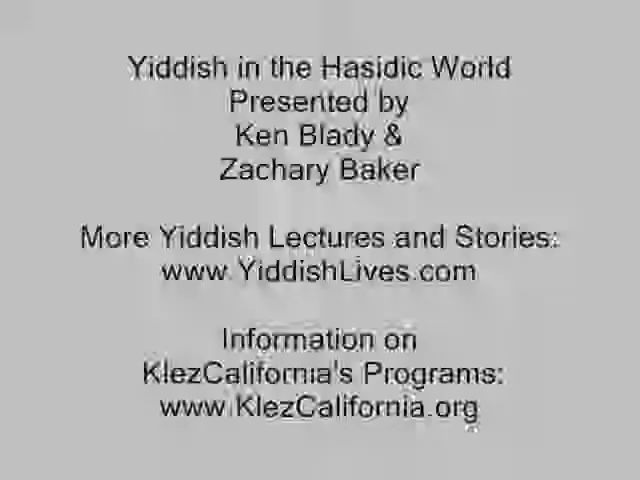 Yiddish in the Hasidic World
Presented by
Ken Blady &
Zachary Baker
More Yiddish Lectures and Stories:
www.YiddishLives.com
Information on
KlezCalifornia's Programs:
www.KlezCalifornia.org